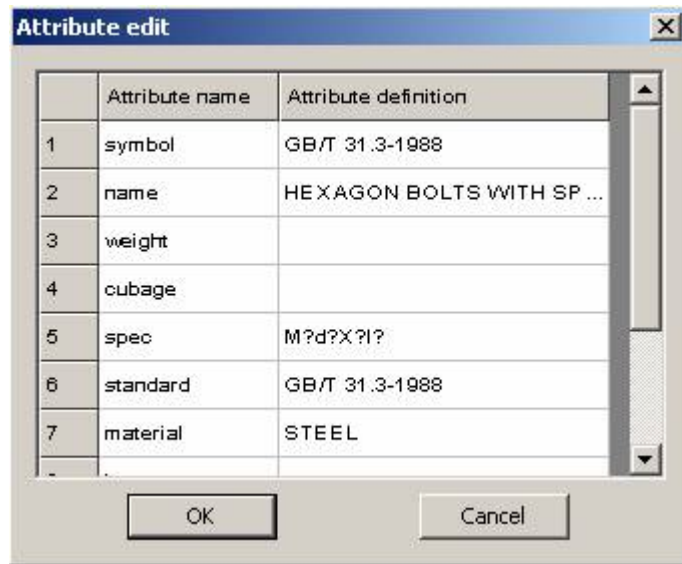 Attribute edit
Attribute name Attribute definition
1 symbol GB/T 31.3-1988
2 name HEXAGON BOLTS WITH SP ...
3 weight
4 cubage
5 spec M?d?X?l?
6 standard GB/T 31.3-1988
7 material STEEL
OK Cancel